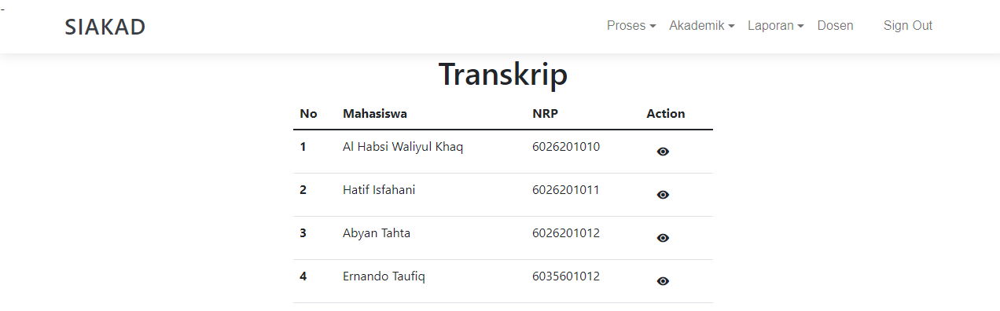 -
SIAKAD Proses Akademik Laporan Dosen Sign Out
Transkrip
No Mahasiswa NRP Action
1 Al Habsi Waliyul Khaq 6026201010
2 Hatif Isfahani 6026201011
3 Abyan Tahta 6026201012
4 Ernando Taufiq 6035601012